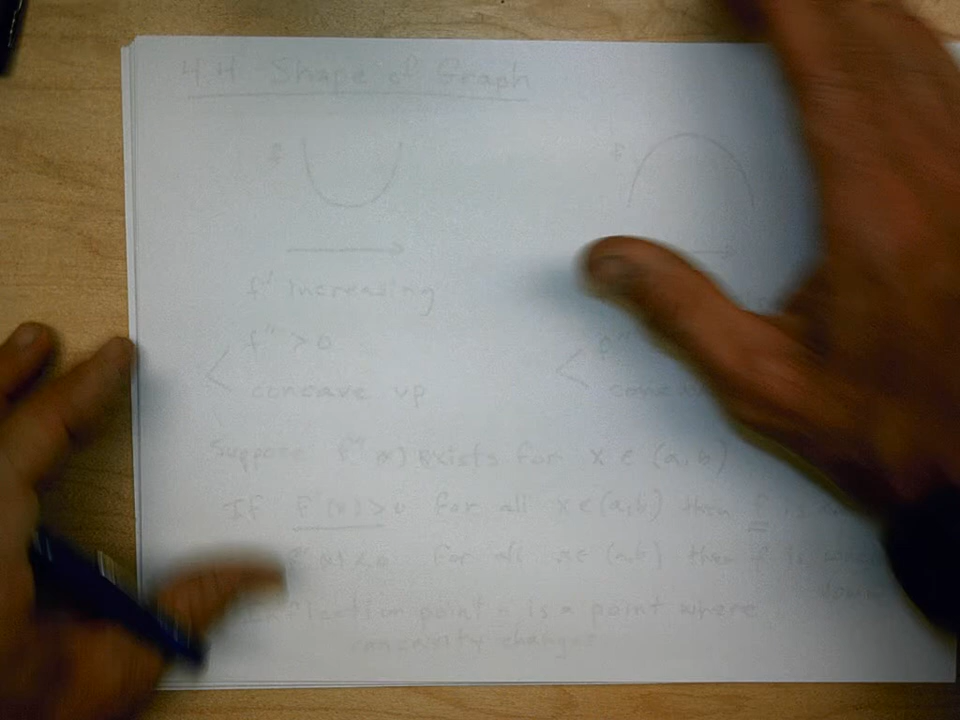 4.4 Shape of Graph
f f
f' increasing
f'' > 0
concave up
Suppose f''(x) exists for x ∈ (a,b)
If f''(x) > 0 for all x ∈ (a,b) then f is
(x) < 0 for all x ∈ (a,b) then f is
down
inflection point is a point where
concavity changes